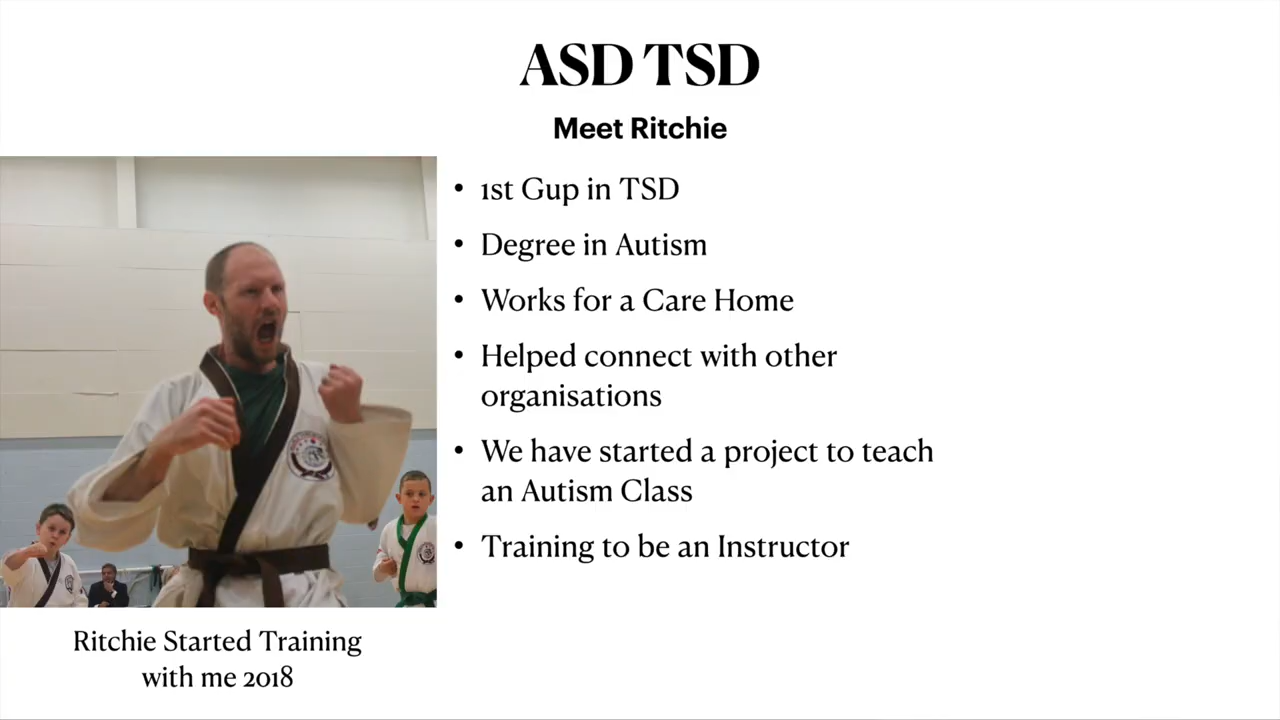 ASD TSD
Meet Ritchie
• 1st Gup in TSD
• Degree in Autism
• Works for a Care Home
• Helped connect with other
organisations
• We have started a project to teach
an Autism Class
• Training to be an Instructor
Ritchie Started Training
with me 2018